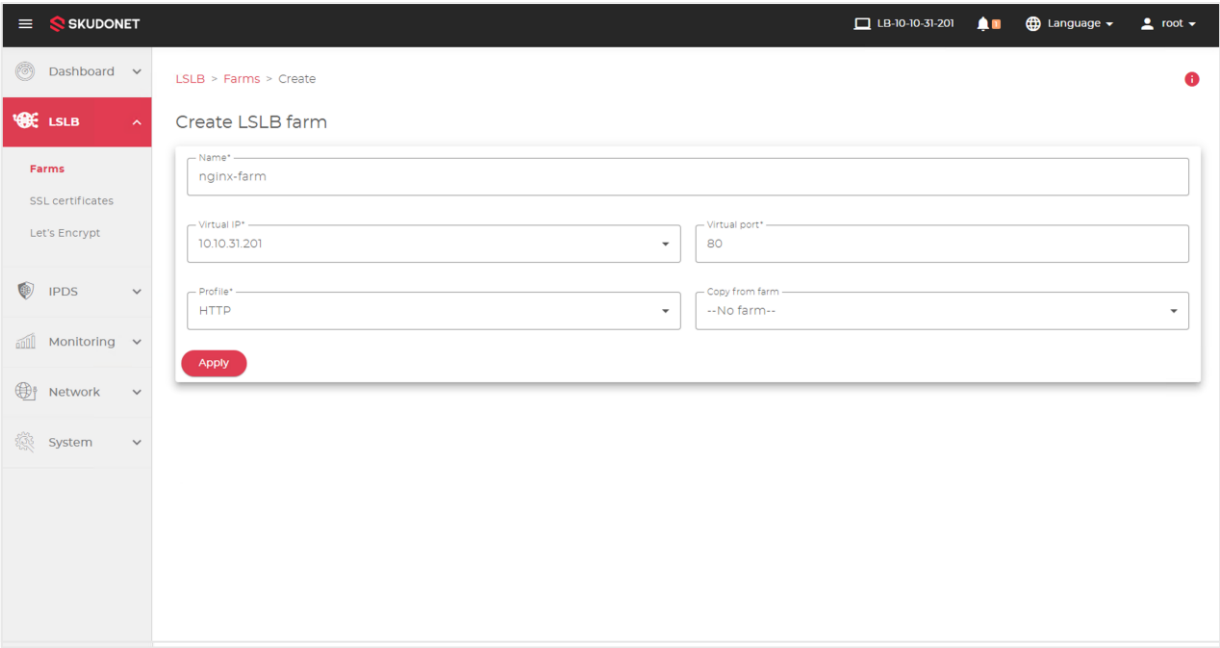 SKUDONET
LB-10-10-31-201
Language
root
Dashboard
LSLB
Farms
SSL certificates
Let's Encrypt
IPDS
Monitoring
Network
System
LSLB > Farms > Create
Create LSLB farm
Name*
nginx-farm
Virtual IP*
10.10.31.201
Virtual port*
80
Profile*
HTTP
Copy from farm
--No farm--
Apply